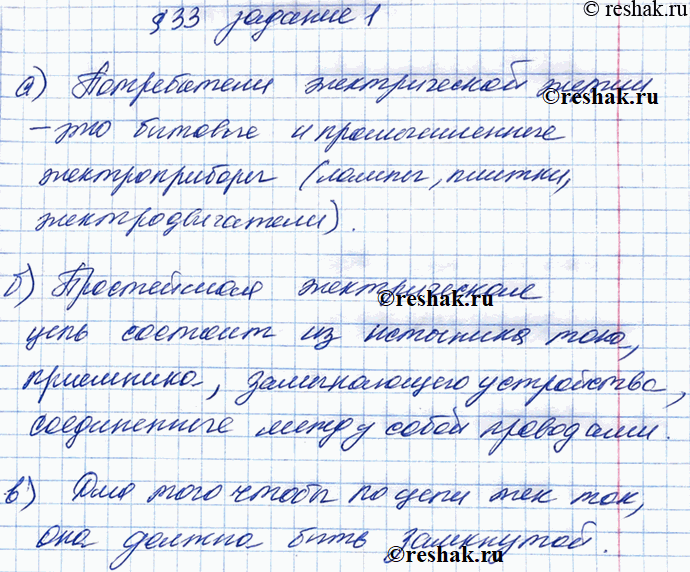 ©reshak.ru
§33 задание 1
а) Потребители электрической энергии
©reshak.ru
– это бытовые и промышленные
электроприборы (лампы, плитки,
электродвигатели).
б) Простейшая электрическая
©reshak.ru
цепь состоит из источника тока,
приемника, замыкающего устройства,
соединенные между собой проводами.
в) Для того чтобы по цепи тек ток,
она должна быть замкнутой.
©reshak.ru